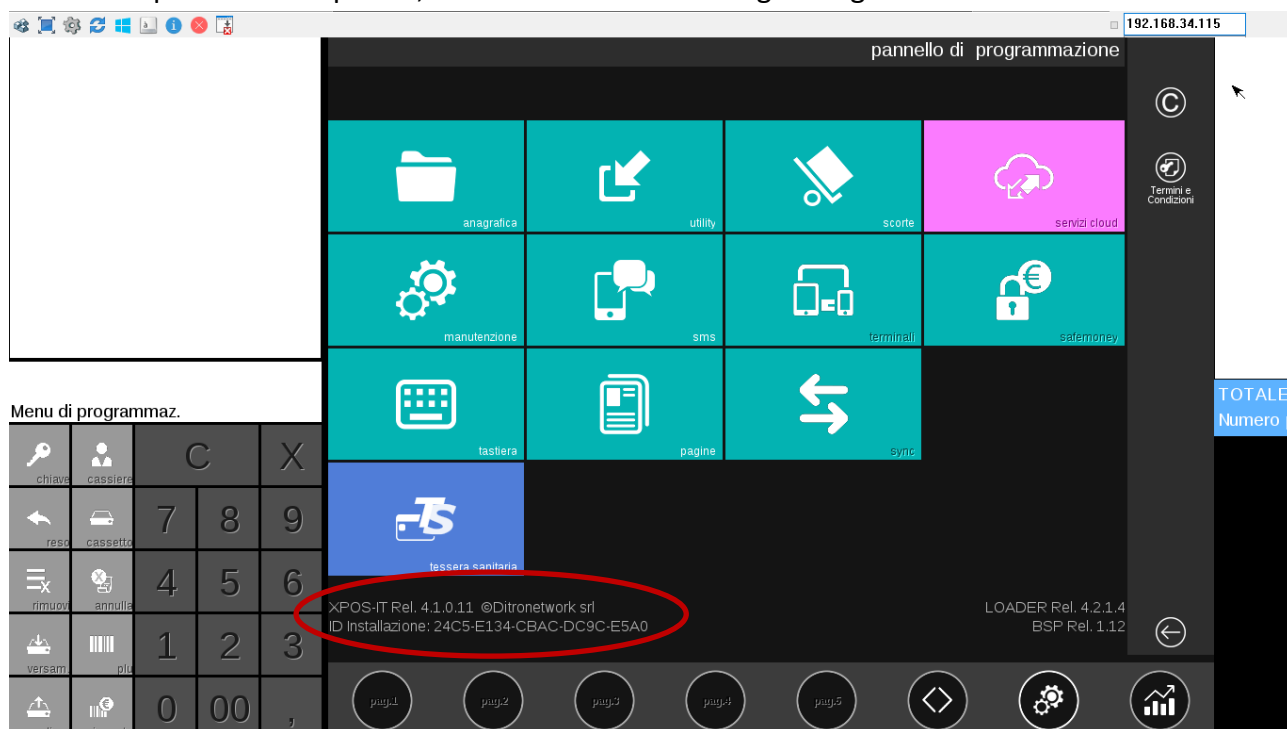 192.168.34.115
pannello di programmazione
Termini e
Condizioni
anagrafica
utility
scorte
servizi cloud
manutenzione
sms
terminali
safemoney
tastiera
pagine
sync
tessera sanitaria
XPOS-IT Rel. 4.1.0.11 ©Ditronetwork srl
ID Installazione: 24C5-E134-CBAC-DC9C-E5A0
LOADER Rel. 4.2.1.4
BSP Rel. 1.12
pag.1 pag.2 pag.3 pag.4 pag.5
Menu di programmaz.
chiave cassiere C X
reso cassetto 7 8 9
rimuovi annulla 4 5 6
versam. plu 1 2 3
0 00 ,
TOTALE
Numero